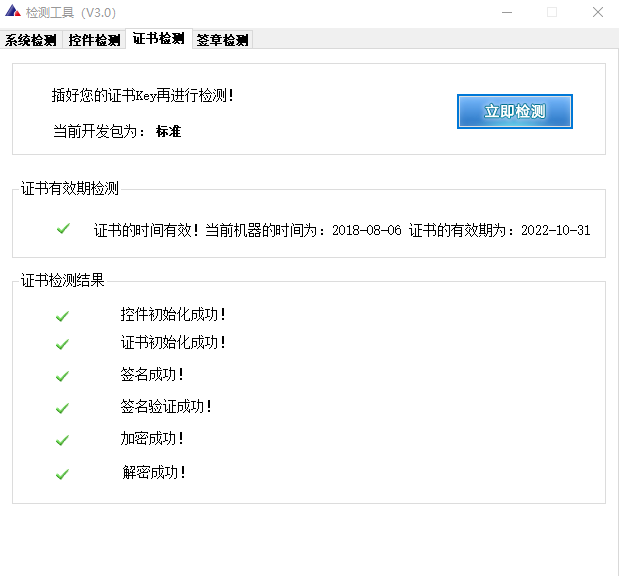 检测工具（V3.0）
系统检测 控件检测 证书检测 签章检测
插好您的证书Key再进行检测！
立即检测
当前开发包为： 标准
证书有效期检测
证书的时间有效！当前机器的时间为：2018-08-06 证书的有效期为：2022-10-31
证书检测结果
控件初始化成功！
证书初始化成功！
签名成功！
签名验证成功！
加密成功！
解密成功！